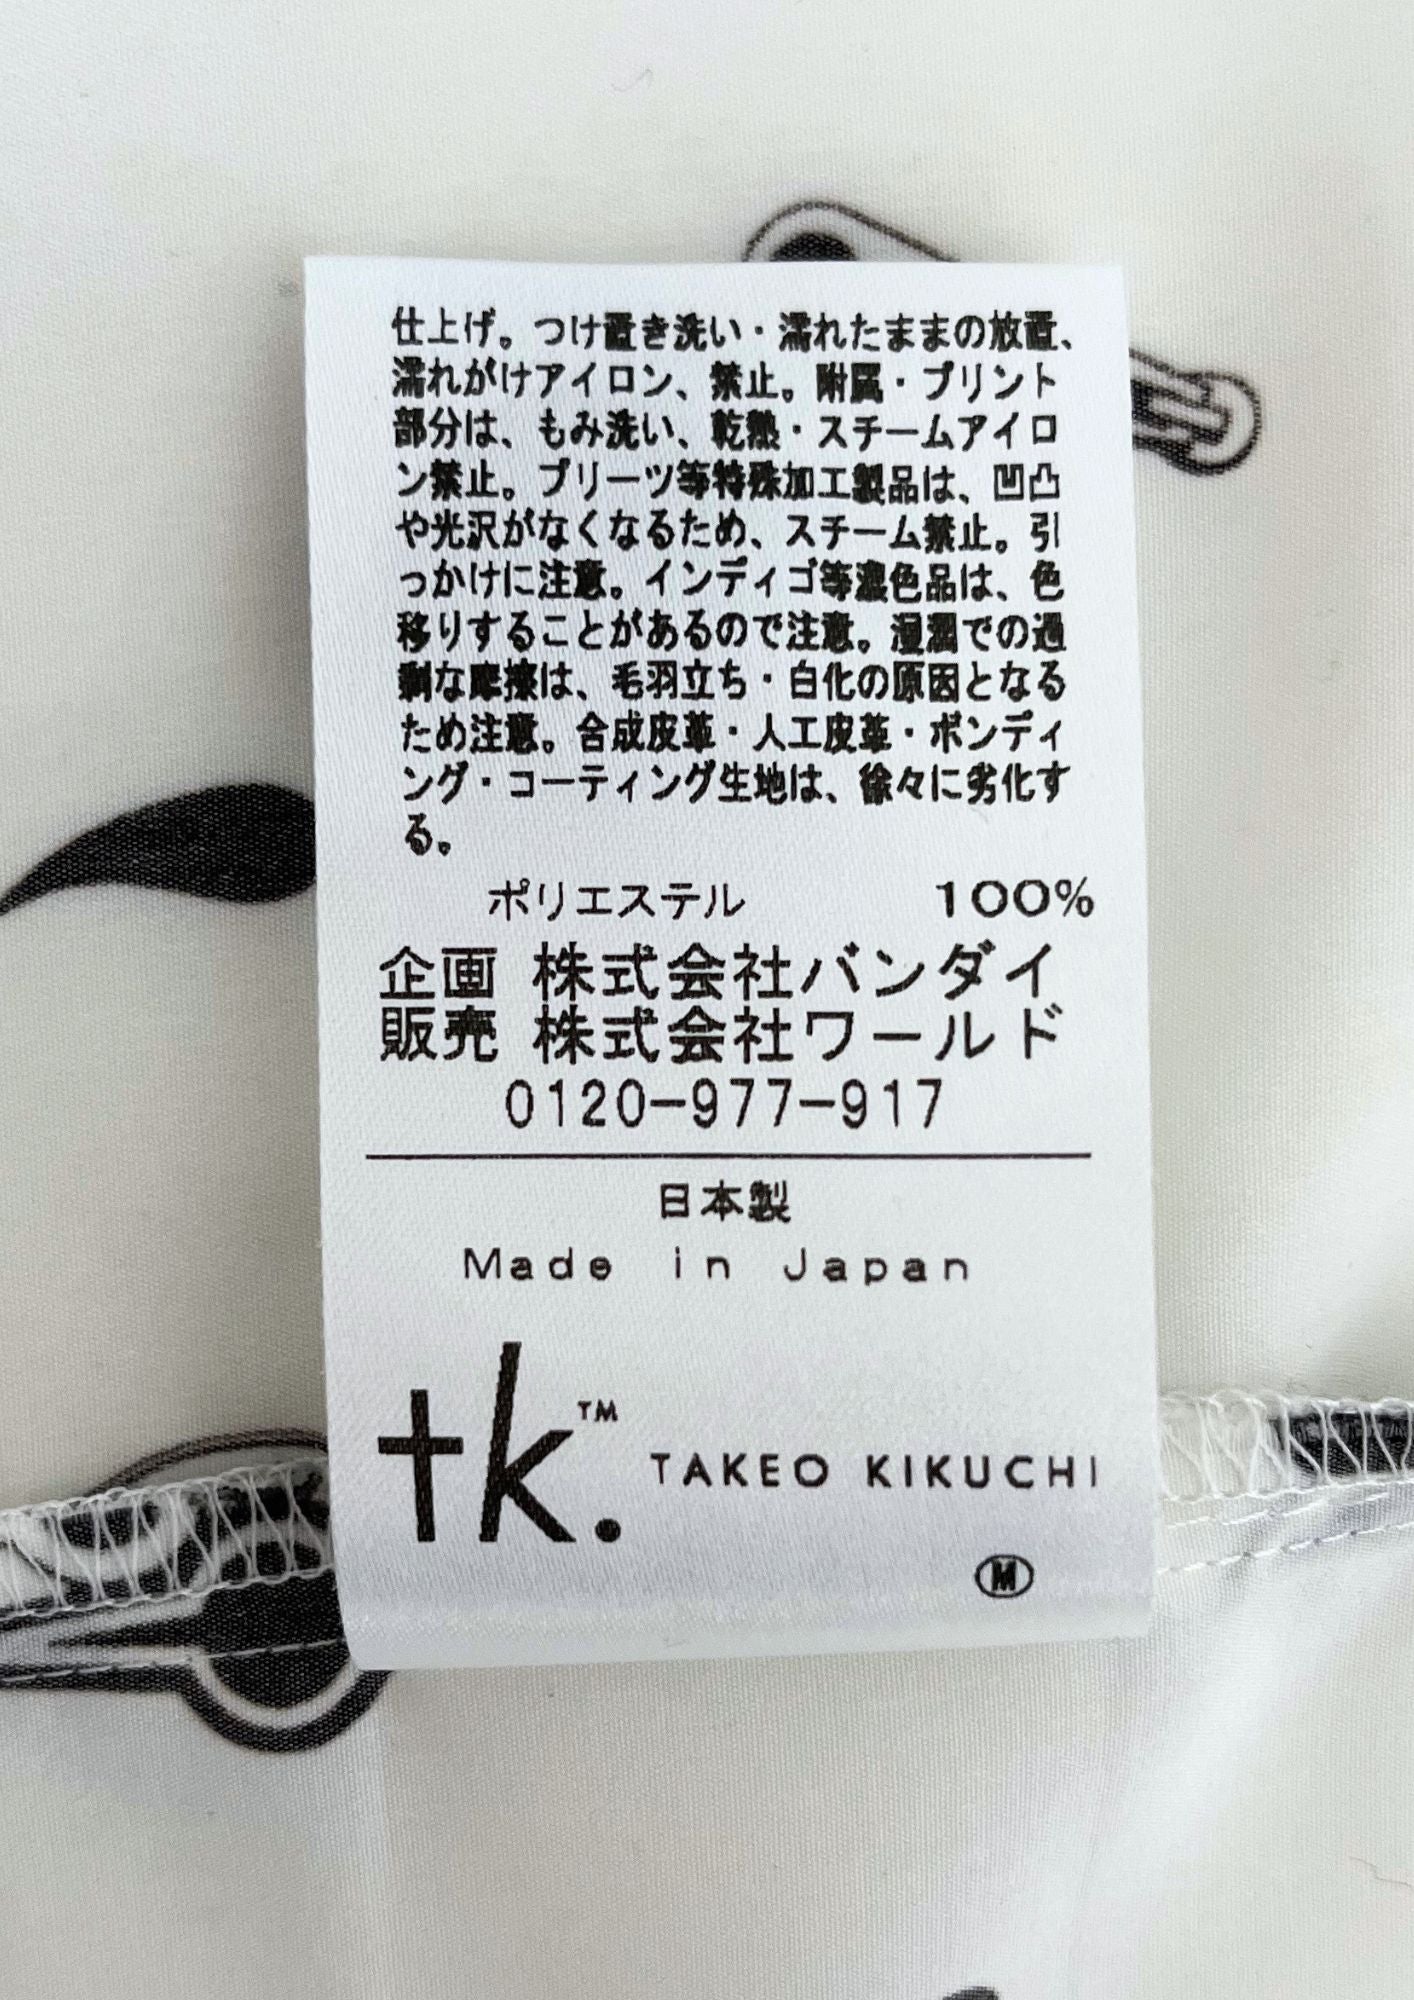 仕上げ。つけ置き洗い・濡れたままの放置、
濡れがけアイロン、禁止。附属・プリント
部分は、もみ洗い、乾熱・スチームアイロ
ン禁止。プリーツ等特殊加工製品は、凹凸
や光沢がなくなるため、スチーム禁止。引
っかけに注意。インディゴ等濃色品は、色
移りすることがあるので注意。湿潤での過
剰な摩擦は、毛羽立ち・白化の原因となる
ため注意。合成皮革・人工皮革・ボンディ
ング・コーティング生地は、徐々に劣化す
る。
ポリエステル 100%
企画 株式会社バンダイ
販売 株式会社ワールド
0120-977-917
日本製
Made in Japan
tk.™ TAKEO KIKUCHI
Ⓜ